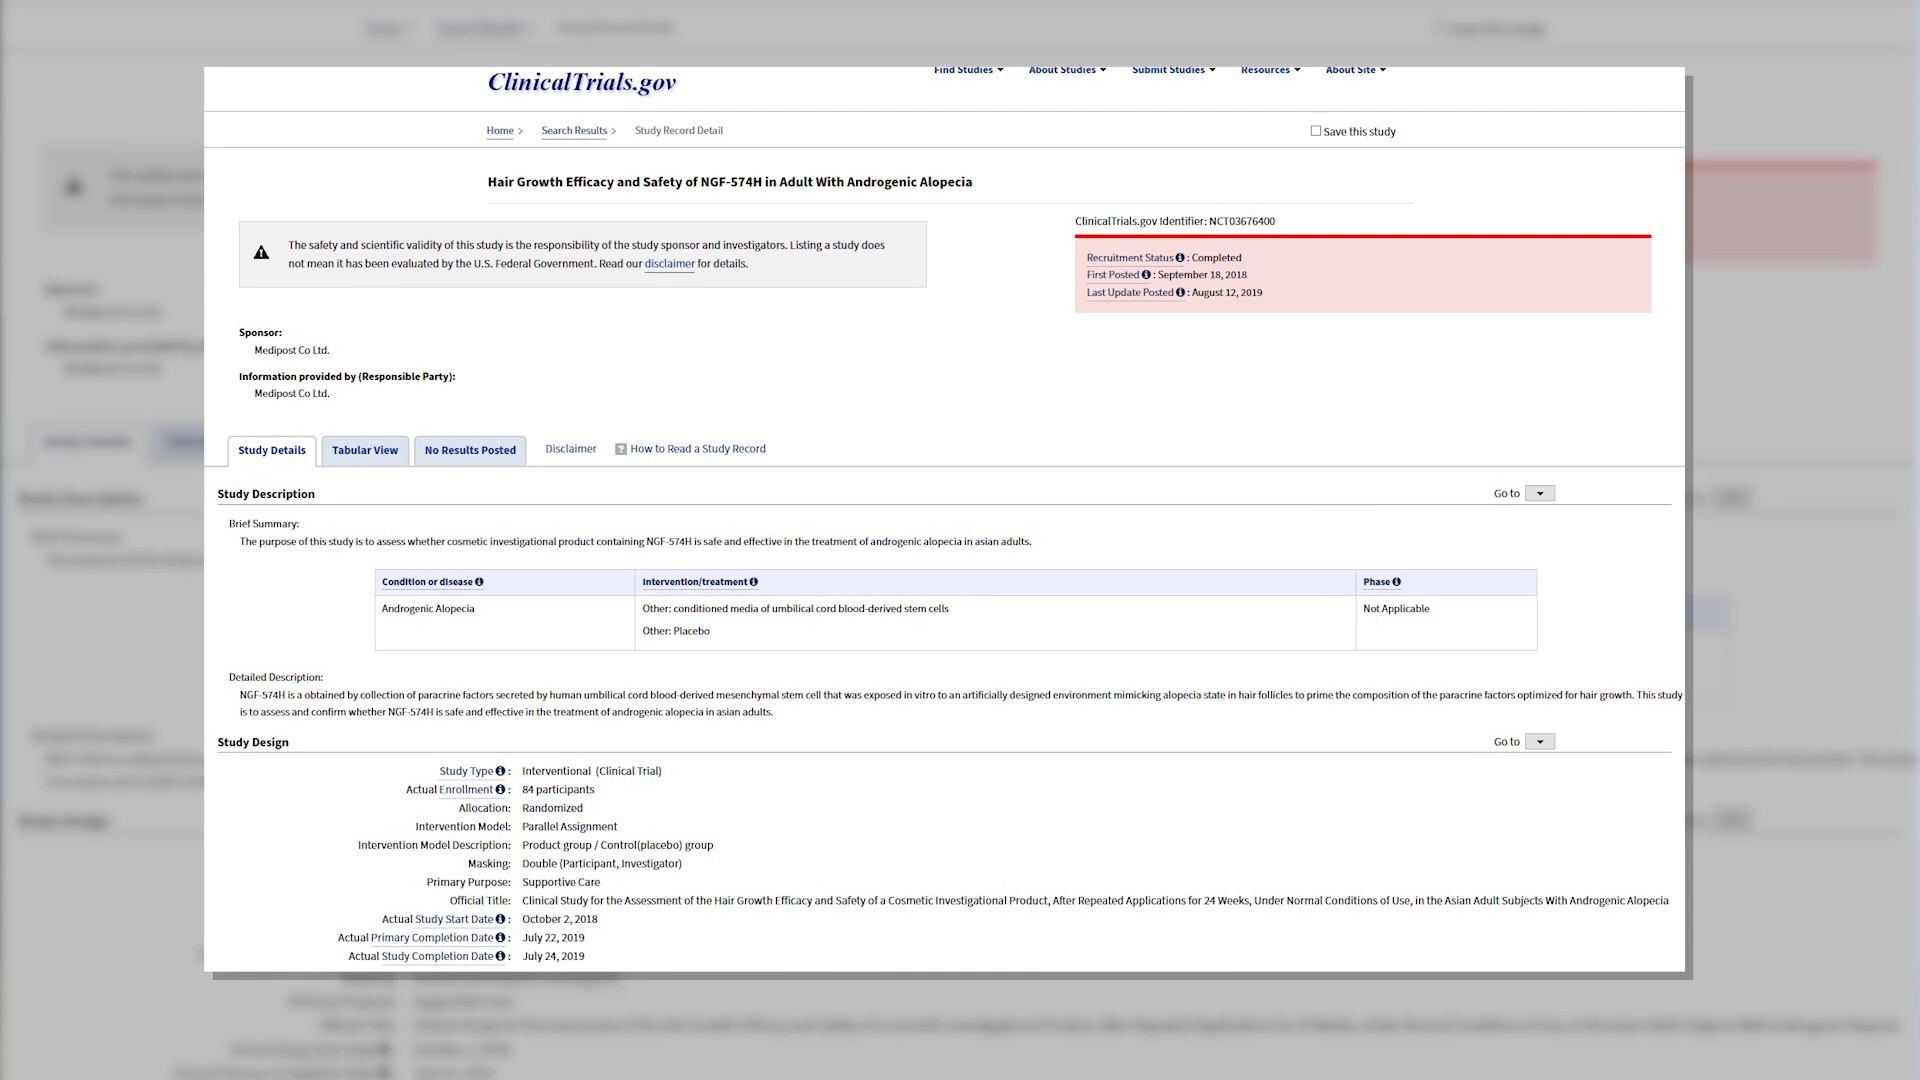 ClinicalTrials.gov
Find Studies
About Studies
Submit Studies
Resources
About Site
Home >
Search Results >
Study Record Detail
Save this study
Hair Growth Efficacy and Safety of NGF-574H in Adult With Androgenic Alopecia
The safety and scientific validity of this study is the responsibility of the study sponsor and investigators. Listing a study does
not mean it has been evaluated by the U.S. Federal Government. Read our disclaimer for details.
ClinicalTrials.gov Identifier: NCT03676400
Recruitment Status : Completed
First Posted : September 18, 2018
Last Update Posted : August 12, 2019
Sponsor:
Medipost Co Ltd.
Information provided by (Responsible Party):
Medipost Co Ltd.
Study Details
Tabular View
No Results Posted
Disclaimer
How to Read a Study Record
Study Description
Go to
Brief Summary:
The purpose of this study is to assess whether cosmetic investigational product containing NGF-574H is safe and effective in the treatment of androgenic alopecia in asian adults.
Condition or disease
Intervention/treatment
Phase
Androgenic Alopecia
Other: conditioned media of umbilical cord blood-derived stem cells
Other: Placebo
Not Applicable
Detailed Description:
NGF-574H is a obtained by collection of paracrine factors secreted by human umbilical cord blood-derived mesenchymal stem cell that was exposed in vitro to an artificially designed environment mimicking alopecia state in hair follicles to prime the composition of the paracrine factors optimized for hair growth. This study
is to assess and confirm whether NGF-574H is safe and effective in the treatment of androgenic alopecia in asian adults.
Study Design
Go to
Study Type : Interventional (Clinical Trial)
Actual Enrollment : 84 participants
Allocation: Randomized
Intervention Model: Parallel Assignment
Intervention Model Description: Product group / Control(placebo) group
Masking: Double (Participant, Investigator)
Primary Purpose: Supportive Care
Official Title: Clinical Study for the Assessment of the Hair Growth Efficacy and Safety of a Cosmetic Investigational Product, After Repeated Applications for 24 Weeks, Under Normal Conditions of Use, in the Asian Adult Subjects With Androgenic Alopecia
Actual Study Start Date : October 2, 2018
Actual Primary Completion Date : July 22, 2019
Actual Study Completion Date : July 24, 2019